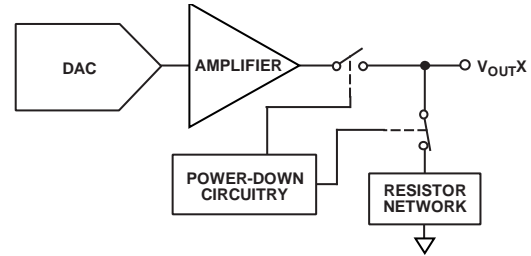 DAC
AMPLIFIER
VOUTX
POWER-DOWN
CIRCUITRY
RESISTOR
NETWORK